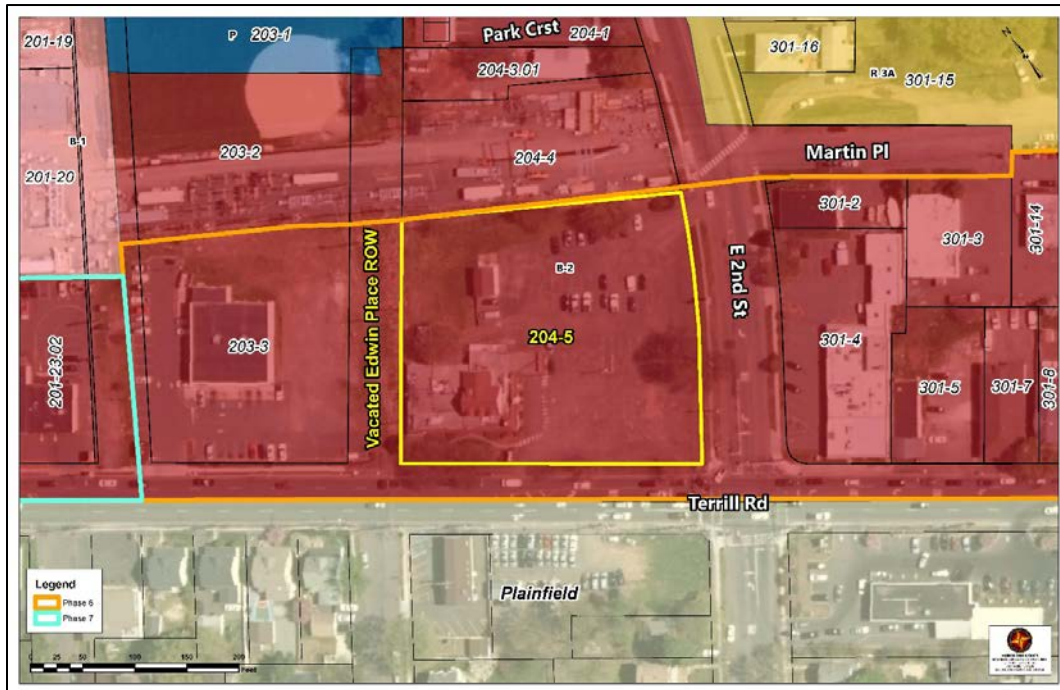 Park Crst
204-1
201-19
P
203-1
301-16
R-3A
301-15
204-3.01
B-1
203-2
204-4
Martin Pl
201-20
301-2
301-3
301-14
B-2
E 2nd St
Vacated Edwin Place ROW
203-3
204-5
301-4
201-23.02
301-5
301-7
301-8
Terrill Rd
Plainfield
Legend
Phase 6
Phase 7
0 25 50 100 150 200
Feet